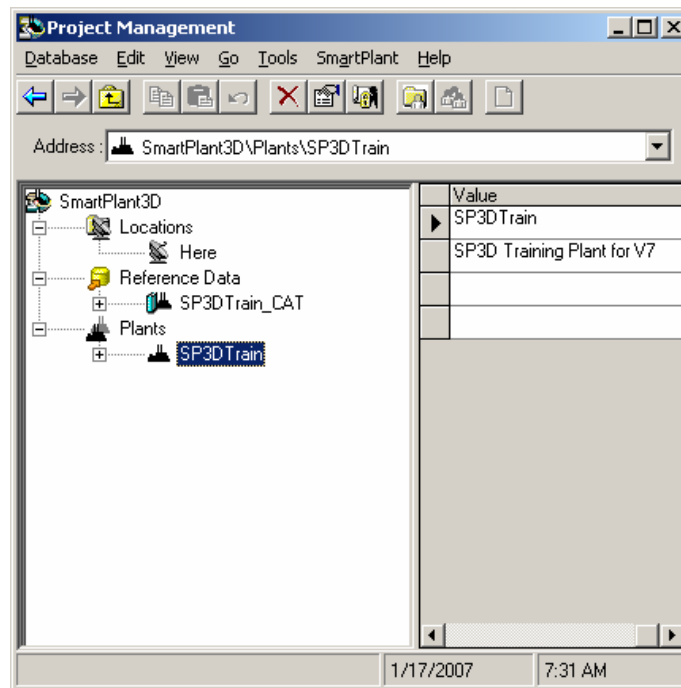 Project Management
Database Edit View Go Tools SmartPlant Help
Address : SmartPlant3D\Plants\SP3DTrain
SmartPlant3D
Locations
Here
Reference Data
SP3DTrain_CAT
Plants
SP3DTrain
Value
SP3DTrain
SP3D Training Plant for V7
1/17/2007 7:31 AM